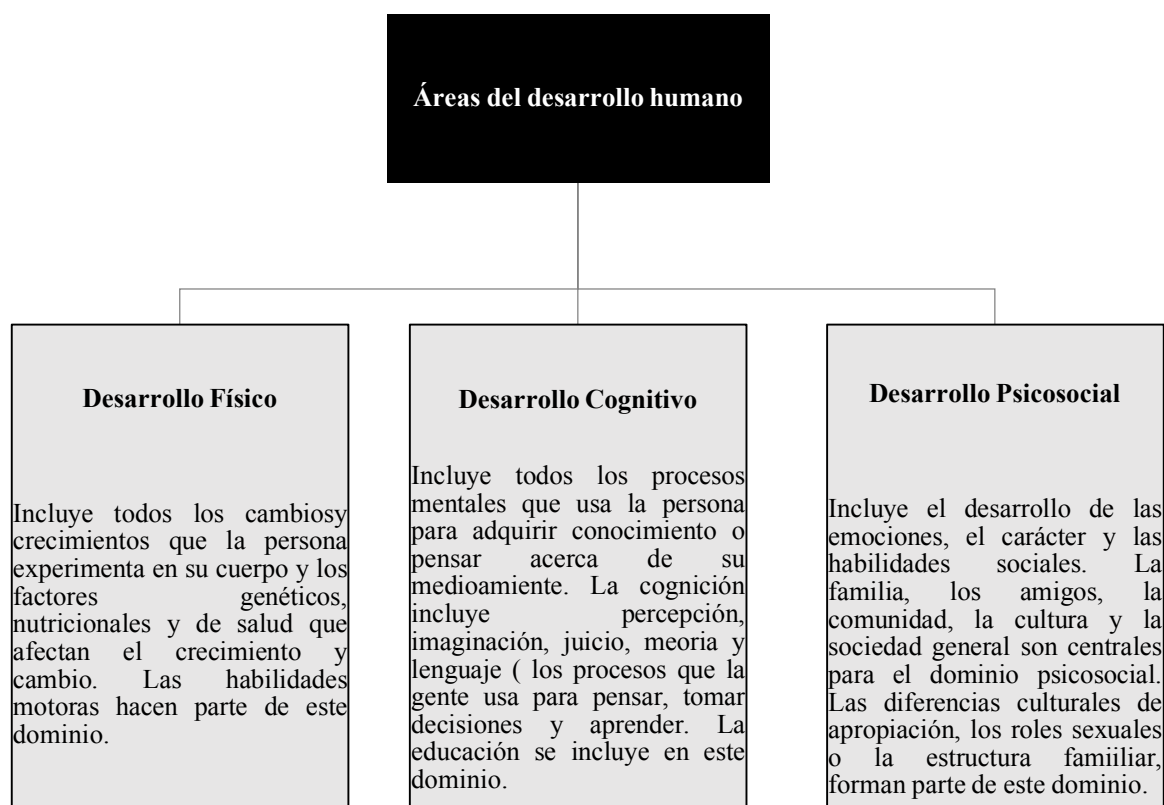 Áreas del desarrollo humano
Desarrollo Físico
Incluye todos los cambiosy
crecimientos que la persona
experimenta en su cuerpo y los
factores genéticos,
nutricionales y de salud que
afectan el crecimiento y
cambio. Las habilidades
motoras hacen parte de este
dominio.
Desarrollo Cognitivo
Incluye todos los procesos
mentales que usa la persona
para adquirir conocimiento o
pensar acerca de su
medioamiente. La cognición
incluye percepción,
imaginación, juicio, meoria y
lenguaje ( los procesos que la
gente usa para pensar, tomar
decisiones y aprender. La
educación se incluye en este
dominio.
Desarrollo Psicosocial
Incluye el desarrollo de las
emociones, el carácter y las
habilidades sociales. La
familia, los amigos, la
comunidad, la cultura y la
sociedad general son centrales
para el dominio psicosocial.
Las diferencias culturales de
apropiación, los roles sexuales
o la estructura famiiliar,
forman parte de este dominio.